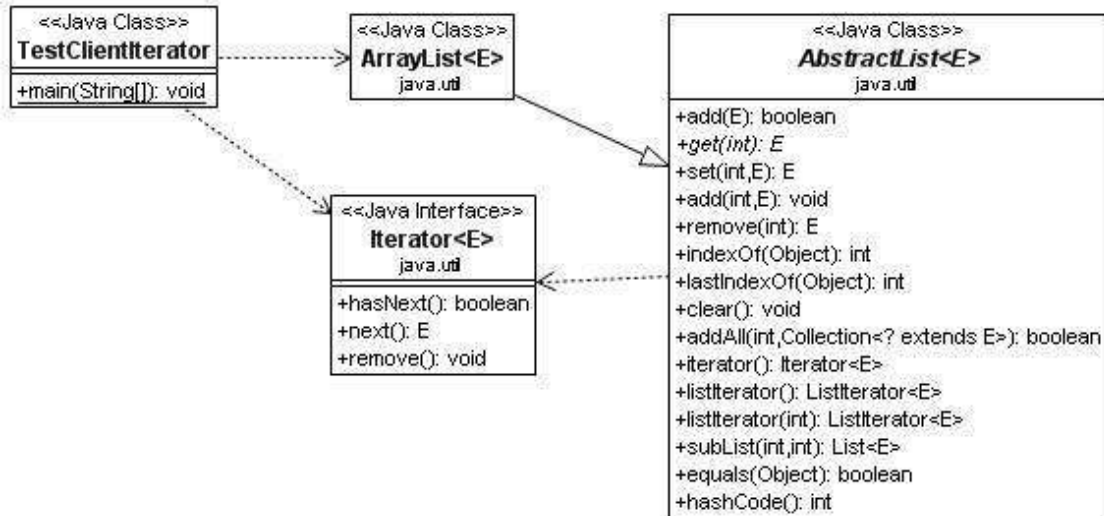 <<Java Class>>
TestClientIterator
+main(String[]): void
<<Java Class>>
ArrayList<E>
java.util
<<Java Interface>>
Iterator<E>
java.util
+hasNext(): boolean
+next(): E
+remove(): void
<<Java Class>>
AbstractList<E>
java.util
+add(E): boolean
+get(int): E
+set(int,E): E
+add(int,E): void
+remove(int): E
+indexOf(Object): int
+lastIndexOf(Object): int
+clear(): void
+addAll(int,Collection<? extends E>): boolean
+iterator(): Iterator<E>
+listIterator(): ListIterator<E>
+listIterator(int): ListIterator<E>
+subList(int,int): List<E>
+equals(Object): boolean
+hashCode(): int